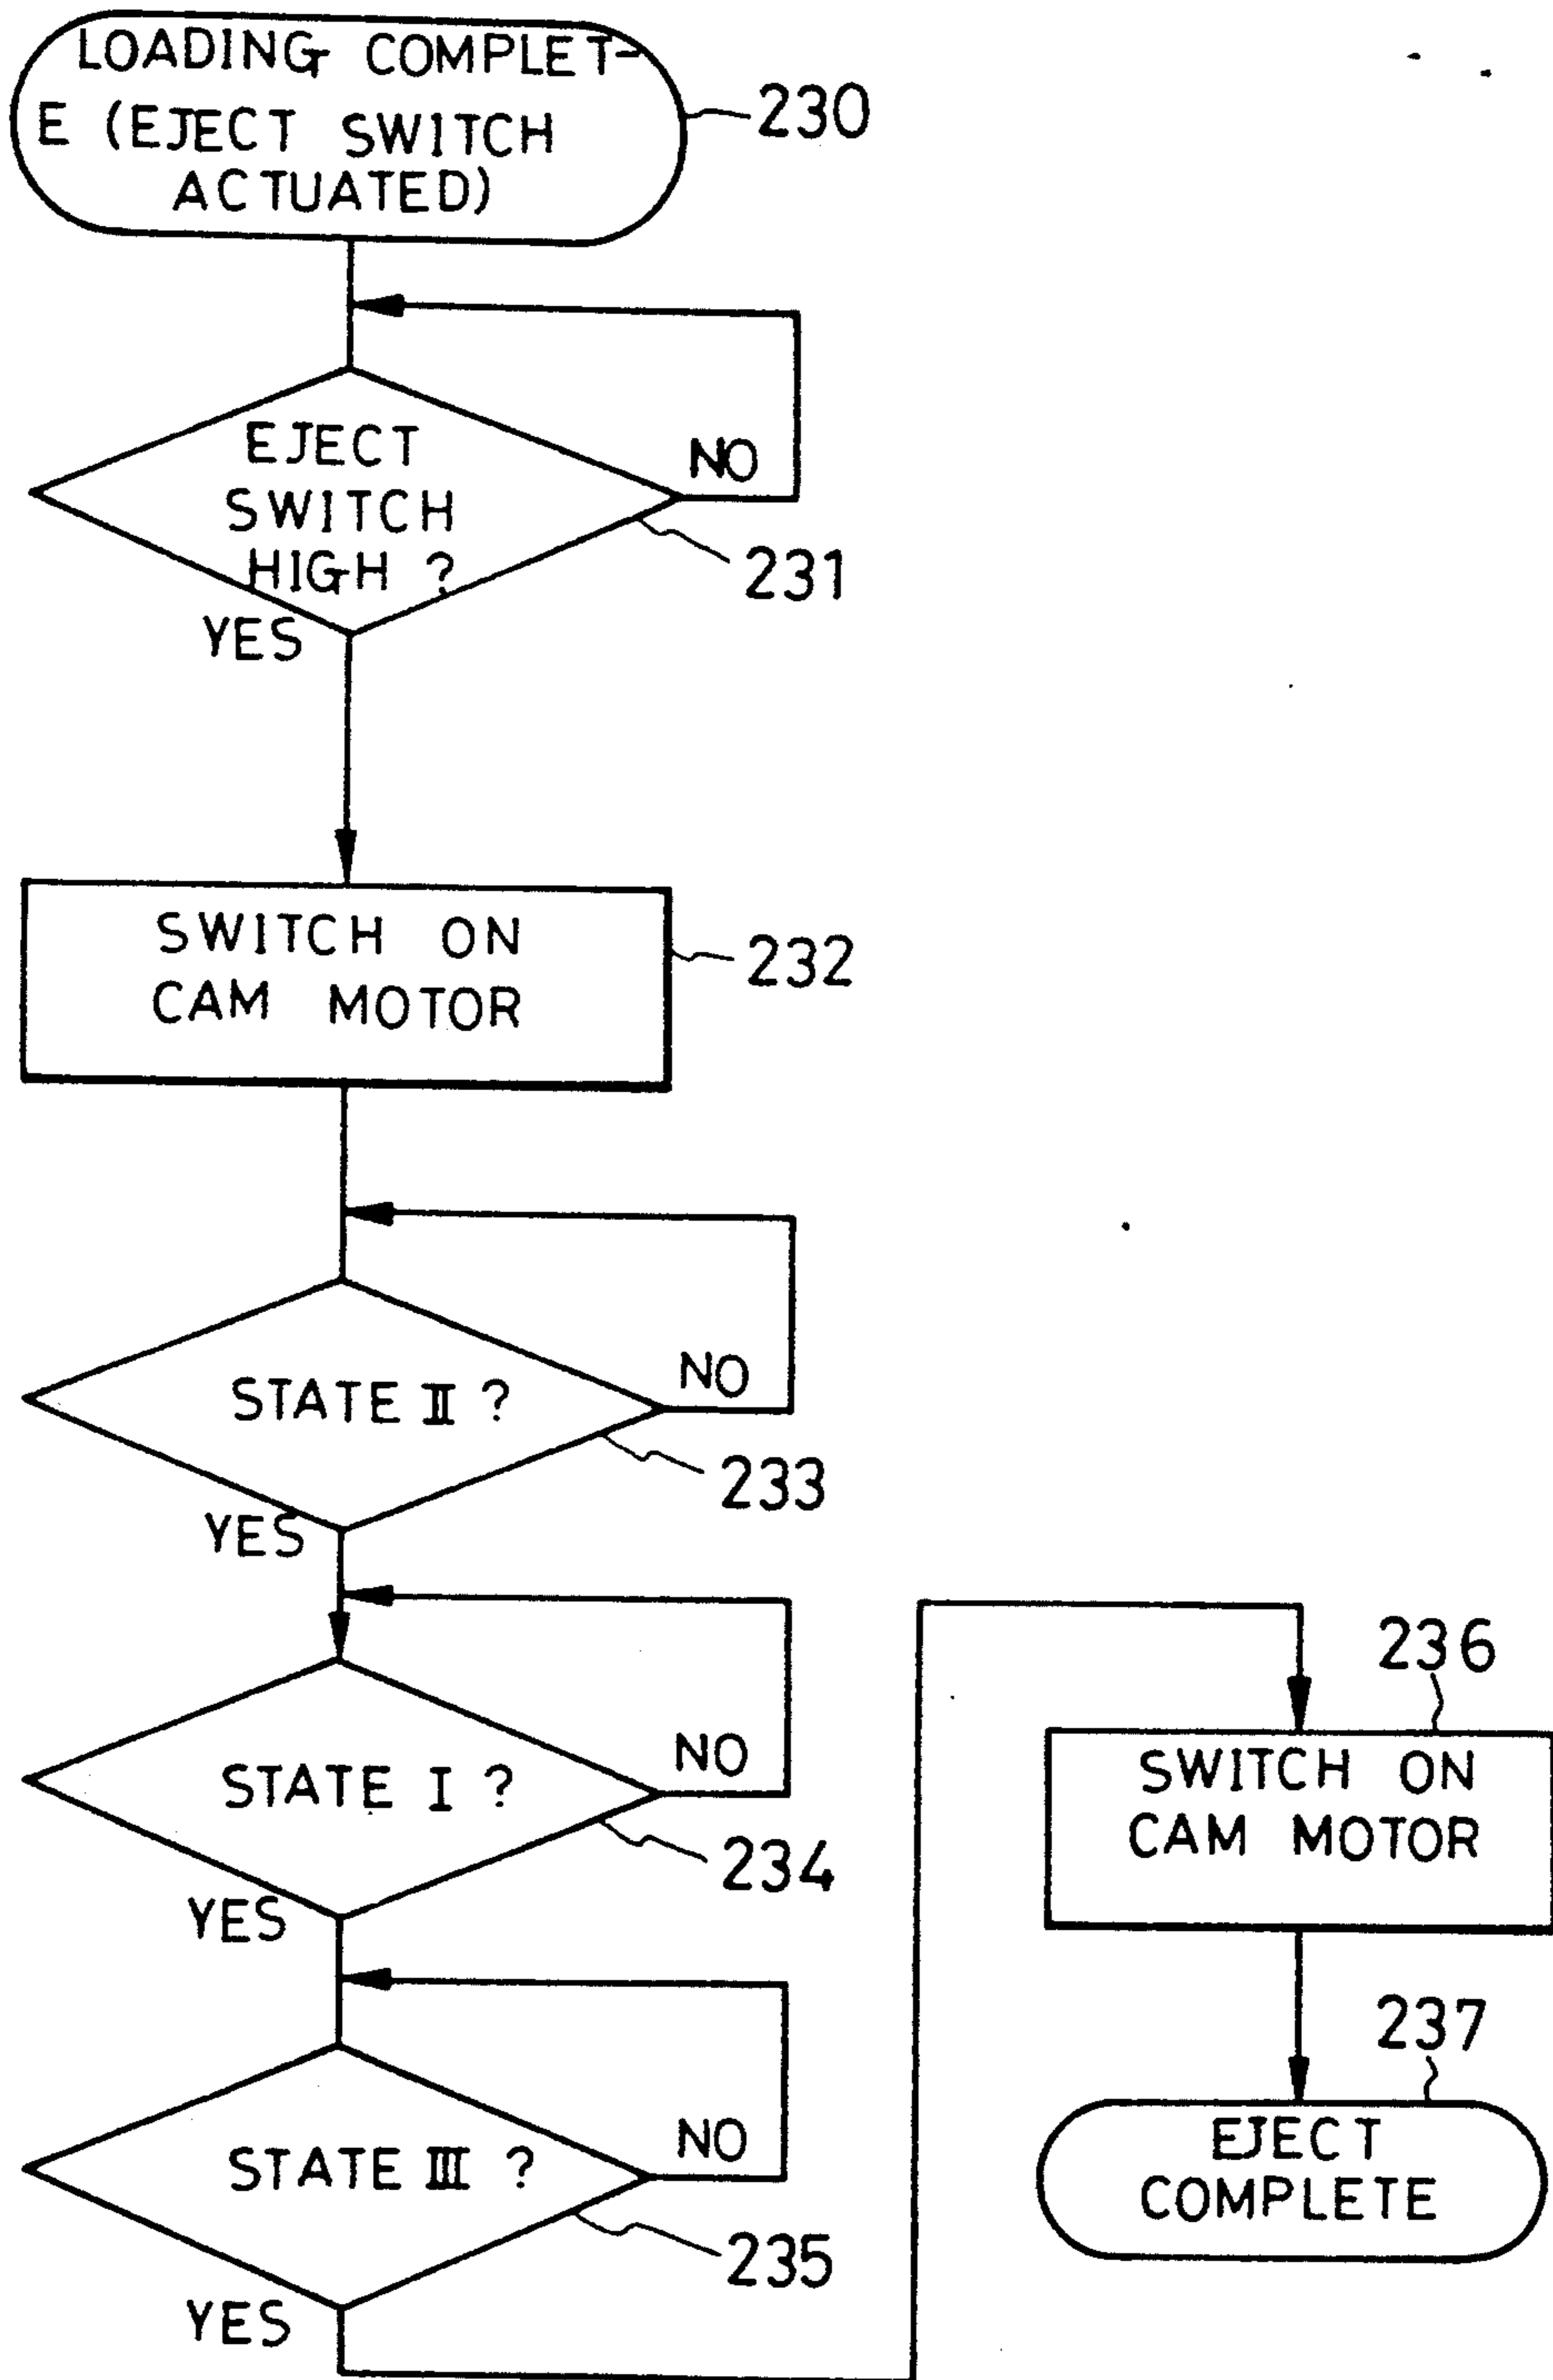 LOADING COMPLET-
E (EJECT SWITCH
ACTUATED)
230
EJECT
SWITCH
HIGH ?
NO
231
YES
SWITCH ON
CAM MOTOR
232
STATE II ?
NO
233
YES
STATE I ?
NO
234
YES
STATE III ?
NO
235
YES
236
SWITCH ON
CAM MOTOR
237
EJECT
COMPLETE